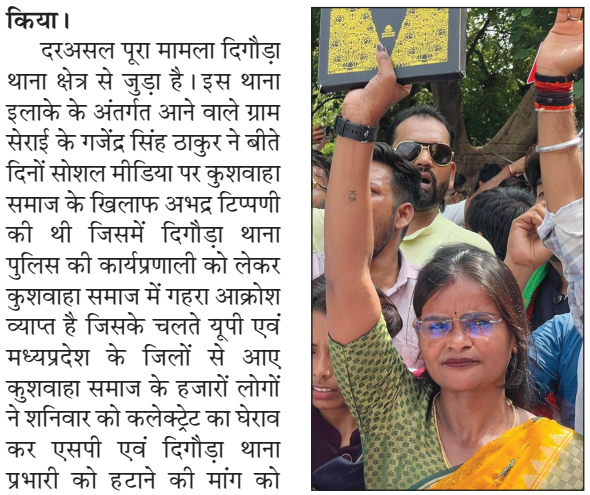 किया।
दरअसल पूरा मामला दिगौड़ा
थाना क्षेत्र से जुड़ा है। इस थाना
इलाके के अंतर्गत आने वाले ग्राम
सेराई के गजेंद्र सिंह ठाकुर ने बीते
दिनों सोशल मीडिया पर कुशवाहा
समाज के खिलाफ अभद्र टिप्पणी
की थी जिसमें दिगौड़ा थाना
पुलिस की कार्यप्रणाली को लेकर
कुशवाहा समाज में गहरा आक्रोश
व्याप्त है जिसके चलते यूपी एवं
मध्यप्रदेश के जिलों से आए
कुशवाहा समाज के हजारों लोगों
ने शनिवार को कलेक्ट्रेट का घेराव
कर एसपी एवं दिगौड़ा थाना
प्रभारी को हटाने की मांग को